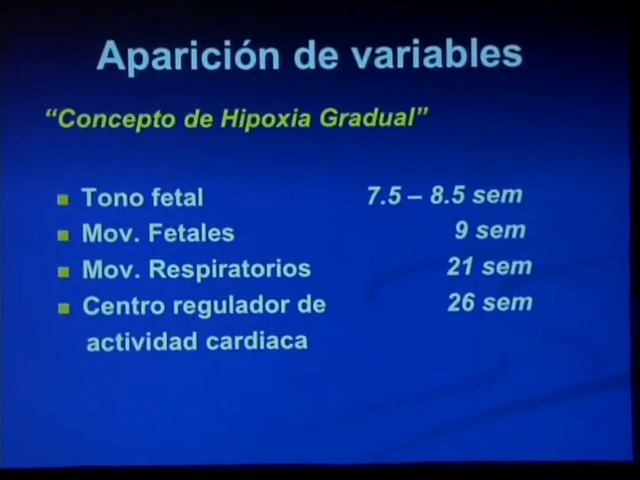 Aparición de variables
“Concepto de Hipoxia Gradual”
Tono fetal 7.5 – 8.5 sem
Mov. Fetales 9 sem
Mov. Respiratorios 21 sem
Centro regulador de 26 sem
actividad cardiaca